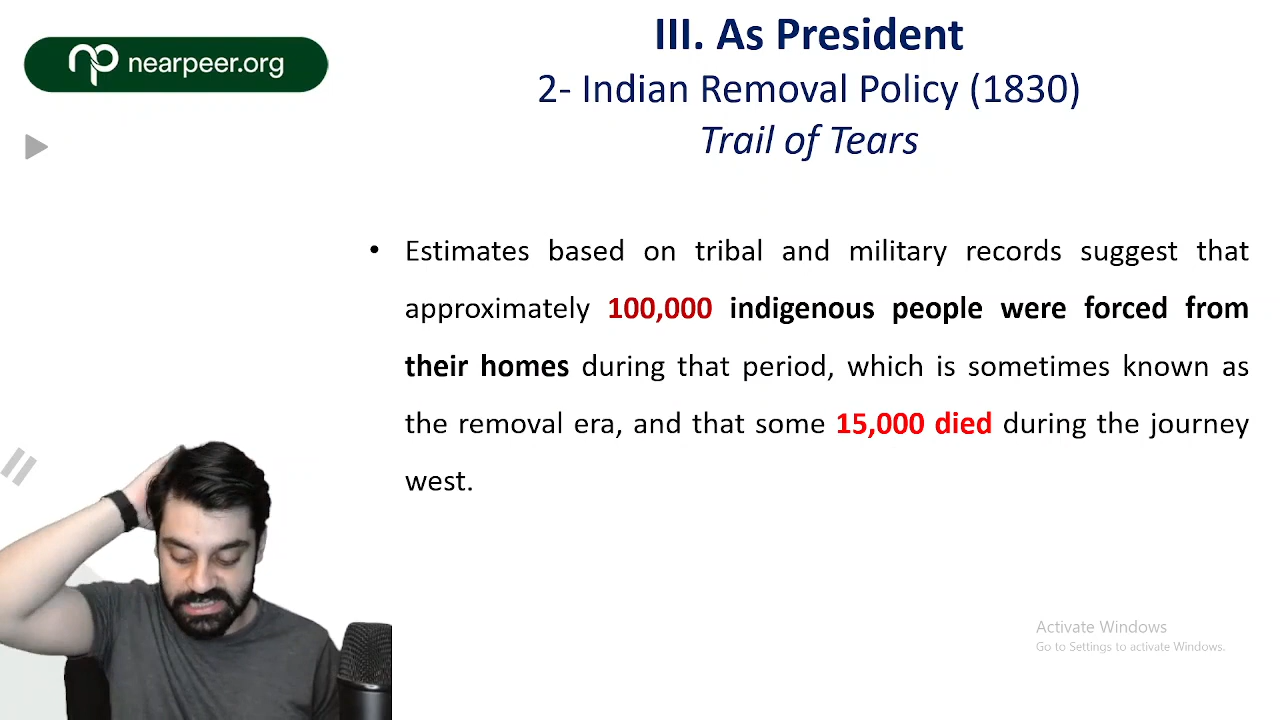 nearpeer.org
III. As President
2- Indian Removal Policy (1830)
Trail of Tears
• Estimates based on tribal and military records suggest that
approximately 100,000 indigenous people were forced from
their homes during that period, which is sometimes known as
the removal era, and that some 15,000 died during the journey
west.
Activate Windows
Go to Settings to activate Windows.